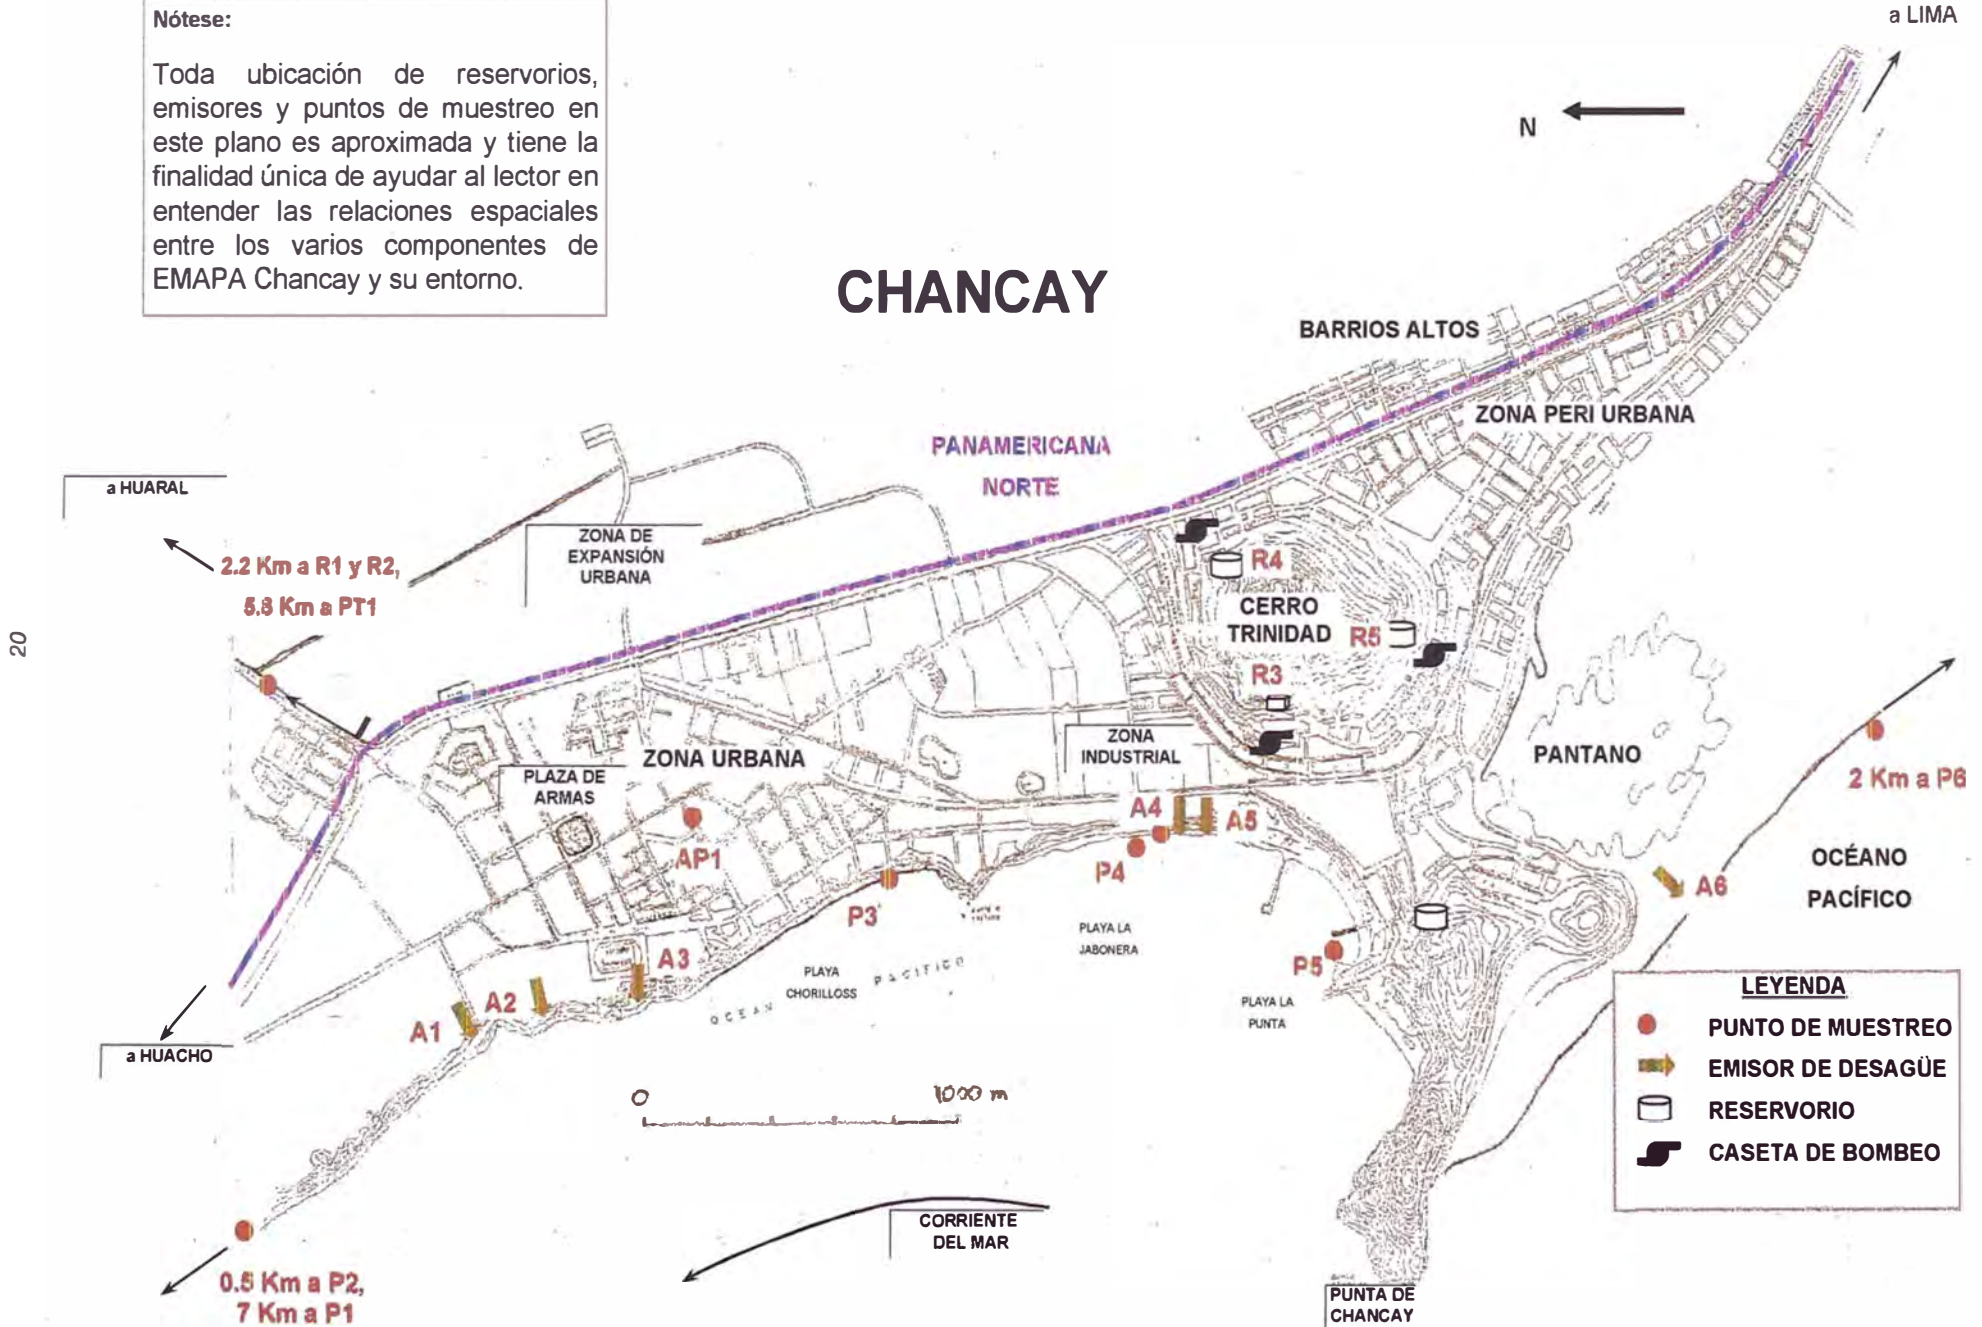 Nótese:
Toda ubicación de reservorios,
emisores y puntos de muestreo en
este plano es aproximada y tiene la
finalidad única de ayudar al lector en
entender las relaciones espaciales
entre los varios componentes de
EMAPA Chancay y su entorno.
a LIMA
N
CHANCAY
BARRIOS ALTOS
ZONA PERI URBANA
PANAMERICANA
NORTE
a HUARAL
2.2 Km a R1 y R2,
5.8 Km a PT1
ZONA DE
EXPANSIÓN
URBANA
R4
CERRO
TRINIDAD
R5
R3
20
ZONA URBANA
ZONA
INDUSTRIAL
PANTANO
PLAZA DE
ARMAS
2 Km a P6
AP1
A4
A5
P4
P3
OCÉANO
PACÍFICO
A6
PLAYA LA
JABONERA
A3
P5
PLAYA
CHORILLOSS
OCEAN PACIFICO
A2
A1
PLAYA LA
PUNTA
a HUACHO
0 1000 m
LEYENDA
PUNTO DE MUESTREO
EMISOR DE DESAGÜE
RESERVORIO
CASETA DE BOMBEO
CORRIENTE
DEL MAR
0.5 Km a P2,
7 Km a P1
PUNTA DE
CHANCAY